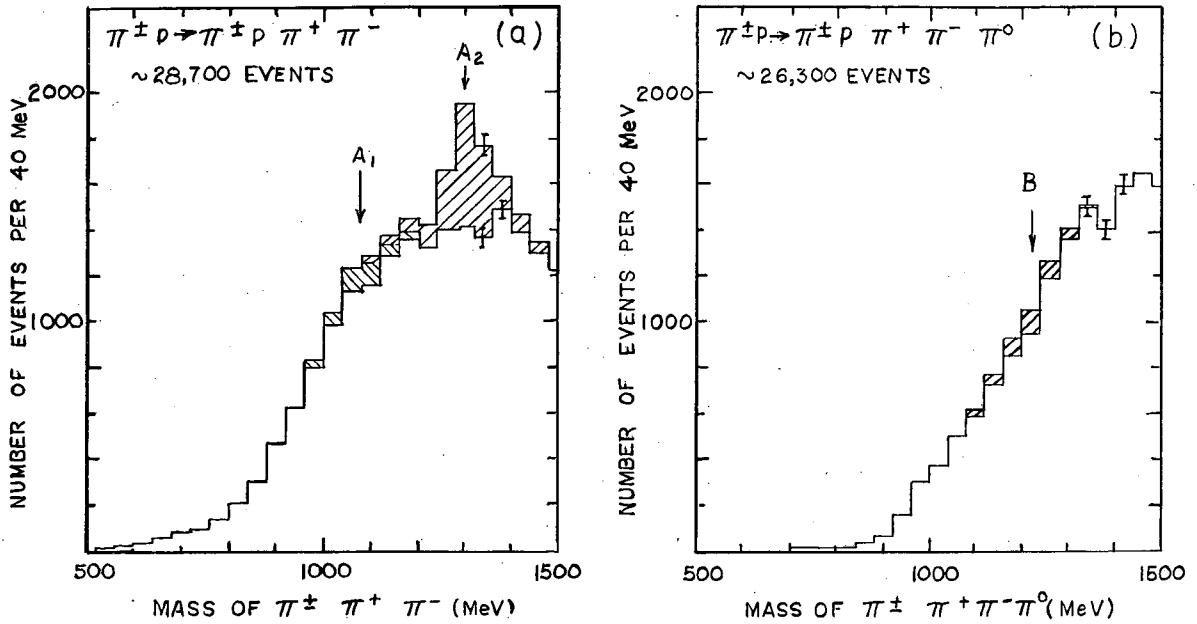 π± p → π± p π+ π-
(a)
~28,700 EVENTS
A1
A2
2000
1000
NUMBER OF EVENTS PER 40 MeV
500
1000
1500
MASS OF π± π+ π- (MeV)
π±p → π± p π+ π- π0
(b)
~26,300 EVENTS
B
2000
1000
NUMBER OF EVENTS PER 40 MeV
500
1000
1500
MASS OF π± π+π-π0(MeV)